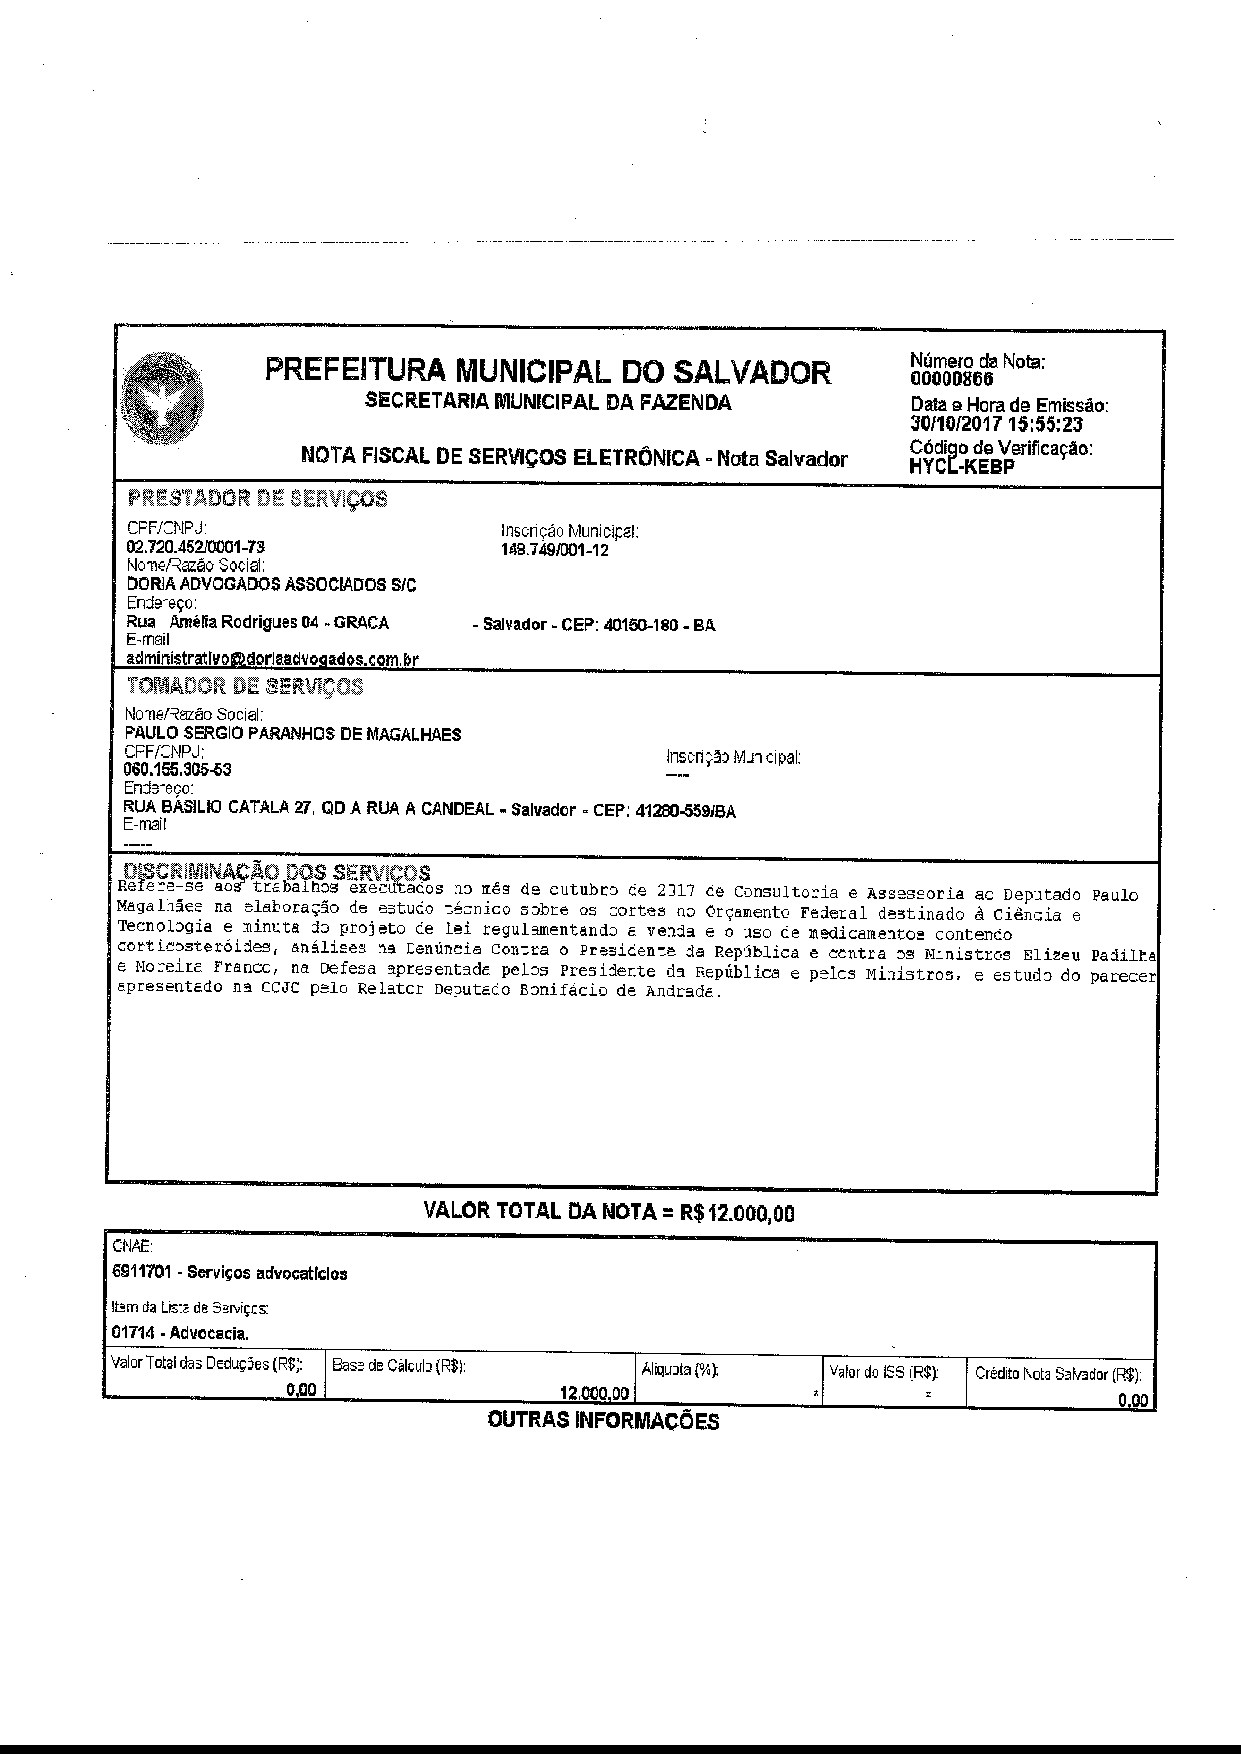 PREFEITURA MUNICIPAL DO SALVADOR
SECRETARIA MUNICIPAL DA FAZENDA
NOTA FISCAL DE SERVIÇOS ELETRÔNICA - Nota Salvador
Número da Nota:
00000866
Data e Hora de Emissão:
30/10/2017 15:55:23
Código de Verificação:
HYCL-KEBP
PRESTADOR DE SERVIÇOS
CPF/CNPJ:
02.720.452/0001-73
Inscrição Municipal:
149.749/001-12
Nome/Razão Social:
DORIA ADVOGADOS ASSOCIADOS S/C
Endereço:
Rua Amélia Rodrigues 04 - GRACA - Salvador - CEP: 40150-180 - BA
E-mail
administrativo@doriaadvogados.com.br
TOMADOR DE SERVIÇOS
Nome/Razão Social:
PAULO SERGIO PARANHOS DE MAGALHAES
CPF/CNPJ:
060.155.305-53
Inscrição Municipal:
----
Endereço:
RUA BASILIO CATALA 27, QD A RUA A CANDEAL - Salvador - CEP: 41280-559/BA
E-mail
-----
DISCRIMINAÇÃO DOS SERVIÇOS
Refere-se aos trabalhos executados no mês de outubro de 2017 de Consultoria e Assessoria ao Deputado Paulo
Magalhães na elaboração de estudo técnico sobre os cortes no Orçamento Federal destinado à Ciência e
Tecnologia e minuta do projeto de lei regulamentando a venda e o uso de medicamentos contendo
corticosteróides, análises na Denúncia Contra o Presidente da República e contra os Ministros Eliseu Padilha
e Moreira Franco, na Defesa apresentada pelos Presidente da República e pelos Ministros, e estudo do parecer
apresentado na CCJC pelo Relator Deputado Bonifácio de Andrada.
VALOR TOTAL DA NOTA = R$ 12.000,00
CNAE:
6911701 - Serviços advocatícios
Item da Lista de Serviços:
01714 - Advocacia.
Valor Total das Deduções (R$):
0,00
Base de Cálculo (R$):
12.000,00
Alíquota (%):
*
Valor do ISS (R$):
*
Crédito Nota Salvador (R$):
0,00
OUTRAS INFORMAÇÕES